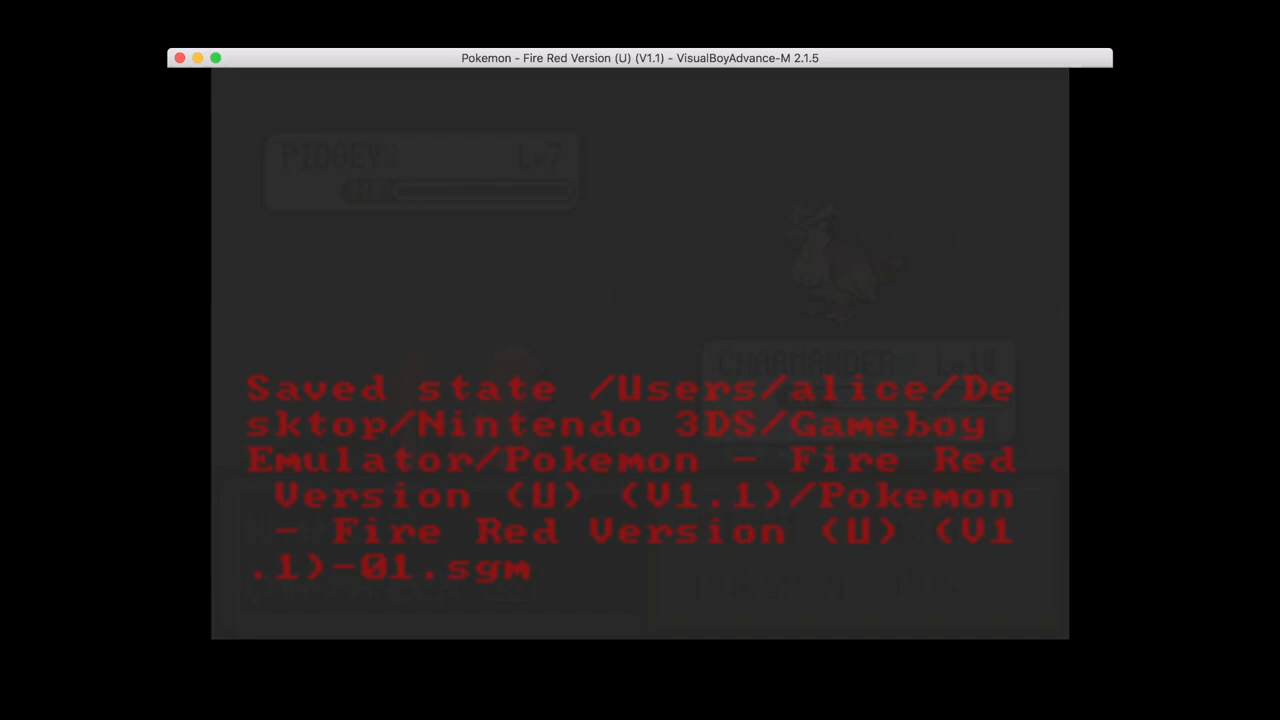 Pokemon - Fire Red Version (U) (V1.1) - VisualBoyAdvance-M 2.1.5
PIDGEY Lv7
CHARMANDER
Saved state /Users/alice/De
sktop/Nintendo 3DS/Gameboy
Emulator/Pokemon - Fire Red
Version (U) (V1.1)/Pokemon
- Fire Red Version (U) (V1
.1)-01.sgm